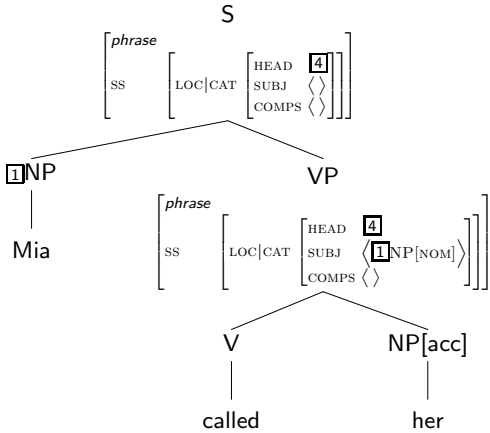 S
phrase
SS LOC|CAT HEAD 4
SUBJ ⟨ ⟩
COMPS ⟨ ⟩
1 NP VP
Mia
phrase
SS LOC|CAT HEAD 4
SUBJ ⟨ 1 NP[NOM] ⟩
COMPS ⟨ ⟩
V NP[acc]
called her